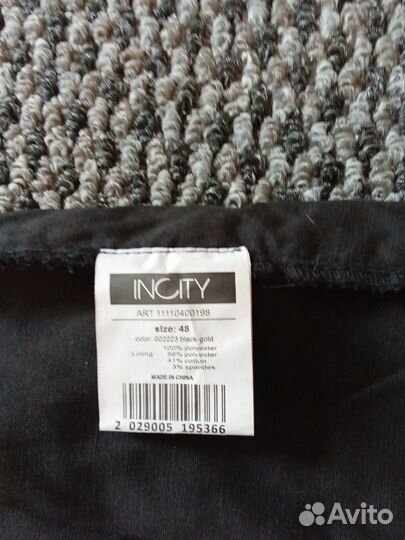 INCITY
ART 11110400198
size: 48
color: 002223 black-gold
100% polyester
Lining: 56% polyester
41% cotton
3% spandex
MADE IN CHINA
2 029005 195366
Avito